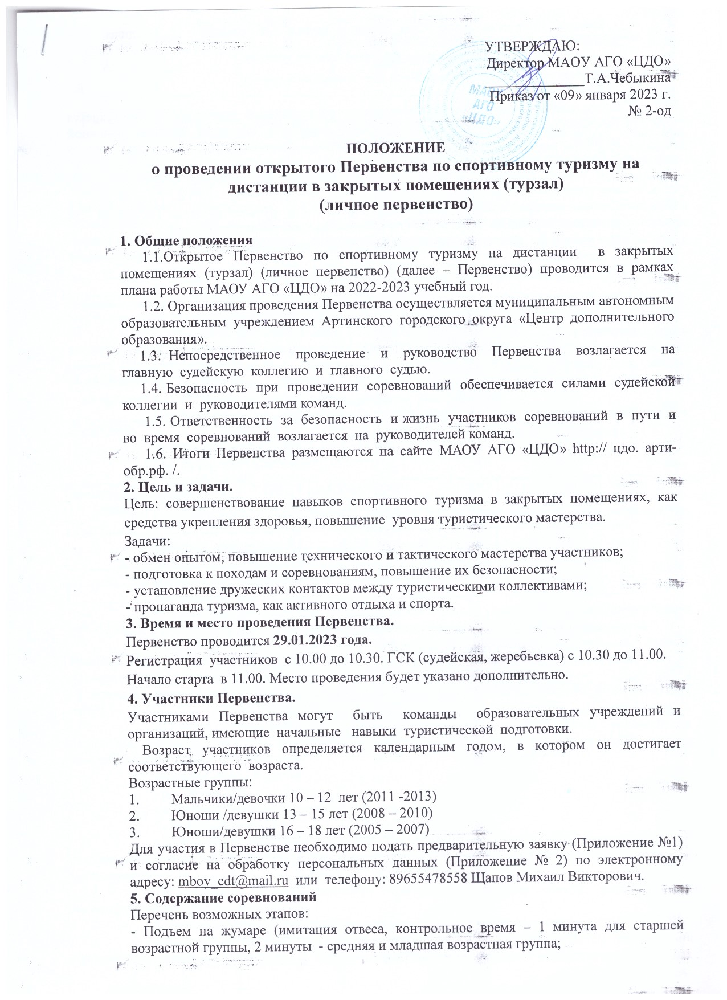 УТВЕРЖДАЮ:
Директор МАОУ АГО «ЦДО»
_____________Т.А.Чебыкина
Приказ от «09» января 2023 г.
№ 2-од
МАОУ
АГО
«ЦДО»
ПОЛОЖЕНИЕ
о проведении открытого Первенства по спортивному туризму на
дистанции в закрытых помещениях (турзал)
(личное первенство)
1. Общие положения
1.1.Открытое Первенство по спортивному туризму на дистанции в закрытых
помещениях (турзал) (личное первенство) (далее – Первенство) проводится в рамках
плана работы МАОУ АГО «ЦДО» на 2022-2023 учебный год.
1.2. Организация проведения Первенства осуществляется муниципальным автономным
образовательным учреждением Артинского городского округа «Центр дополнительного
образования».
1.3. Непосредственное проведение и руководство Первенства возлагается на
главную судейскую коллегию и главного судью.
1.4. Безопасность при проведении соревнований обеспечивается силами судейской
коллегии и руководителями команд.
1.5. Ответственность за безопасность и жизнь участников соревнований в пути и
во время соревнований возлагается на руководителей команд.
1.6. Итоги Первенства размещаются на сайте МАОУ АГО «ЦДО» http:// цдо. арти-
обр.рф. /.
2. Цель и задачи.
Цель: совершенствование навыков спортивного туризма в закрытых помещениях, как
средства укрепления здоровья, повышение уровня туристического мастерства.
Задачи:
- обмен опытом, повышение технического и тактического мастерства участников;
- подготовка к походам и соревнованиям, повышение их безопасности;
- установление дружеских контактов между туристическими коллективами;
- пропаганда туризма, как активного отдыха и спорта.
3. Время и место проведения Первенства.
Первенство проводится 29.01.2023 года.
Регистрация участников с 10.00 до 10.30. ГСК (судейская, жеребьевка) с 10.30 до 11.00.
Начало старта в 11.00. Место проведения будет указано дополнительно.
4. Участники Первенства.
Участниками Первенства могут быть команды образовательных учреждений и
организаций, имеющие начальные навыки туристической подготовки.
Возраст участников определяется календарным годом, в котором он достигает
соответствующего возраста.
Возрастные группы:
1. Мальчики/девочки 10 – 12 лет (2011 -2013)
2. Юноши /девушки 13 – 15 лет (2008 – 2010)
3. Юноши/девушки 16 – 18 лет (2005 – 2007)
Для участия в Первенстве необходимо подать предварительную заявку (Приложение №1)
и согласие на обработку персональных данных (Приложение № 2) по электронному
адресу: mboy_cdt@mail.ru или телефону: 89655478558 Щапов Михаил Викторович.
5. Содержание соревнований
Перечень возможных этапов:
- Подъем на жумаре (имитация отвеса, контрольное время – 1 минута для старшей
возрастной группы, 2 минуты - средняя и младшая возрастная группа;